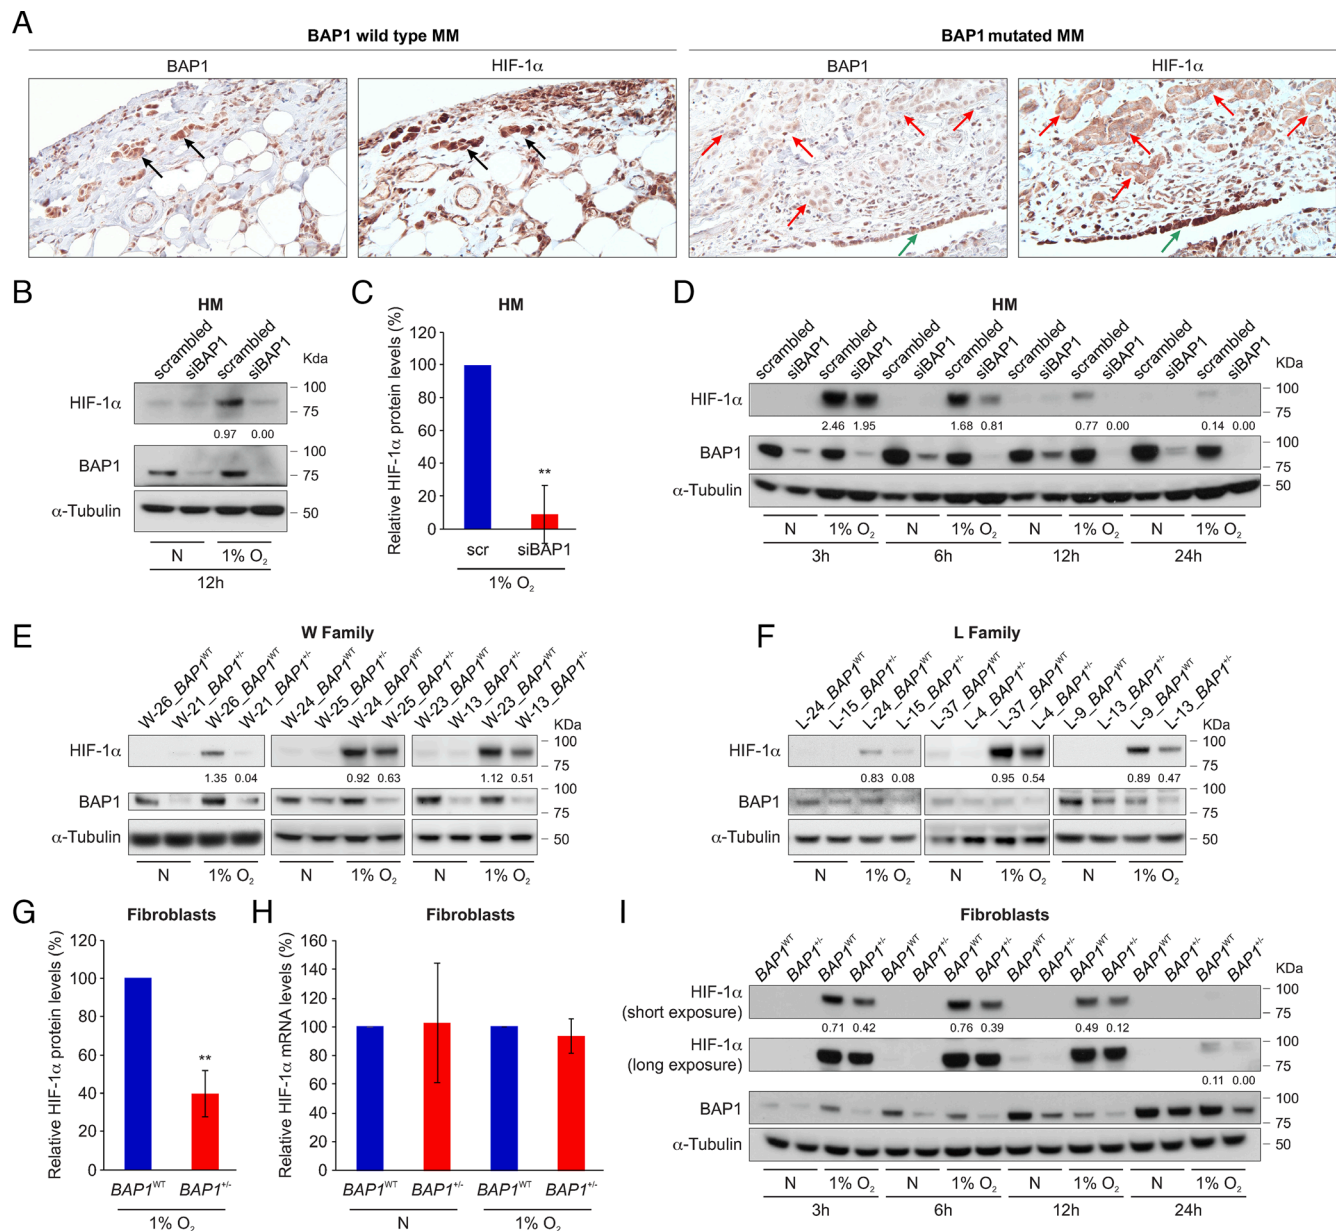 A
BAP1 wild type MM
BAP1 mutated MM
BAP1
HIF-1α
BAP1
HIF-1α
B
HM
scrambled
siBAP1
scrambled
siBAP1
Kda
HIF-1α
100
75
0.97 0.00
BAP1
100
75
α-Tubulin
50
N
1% O₂
12h
C
HM
Relative HIF-1α protein levels (%)
120
100
80
60
40
20
0
**
scr
siBAP1
1% O₂
D
HM
scrambled
siBAP1
scrambled
siBAP1
scrambled
siBAP1
scrambled
siBAP1
scrambled
siBAP1
scrambled
siBAP1
scrambled
siBAP1
scrambled
siBAP1
KDa
HIF-1α
100
75
2.46 1.95 1.68 0.81 0.77 0.00 0.14 0.00
BAP1
100
75
α-Tubulin
50
N 1% O₂ N 1% O₂ N 1% O₂ N 1% O₂
3h 6h 12h 24h
E
W Family
W-26_BAP1ᵂᵀ
W-21_BAP1⁺/⁻
W-26_BAP1ᵂᵀ
W-21_BAP1⁺/⁻
W-24_BAP1ᵂᵀ
W-25_BAP1⁺/⁻
W-24_BAP1ᵂᵀ
W-25_BAP1⁺/⁻
W-23_BAP1ᵂᵀ
W-13_BAP1⁺/⁻
W-23_BAP1ᵂᵀ
W-13_BAP1⁺/⁻
KDa
HIF-1α
100
75
1.35 0.04 0.92 0.63 1.12 0.51
BAP1
100
75
α-Tubulin
50
N 1% O₂ N 1% O₂ N 1% O₂
F
L Family
L-24_BAP1ᵂᵀ
L-15_BAP1⁺/⁻
L-24_BAP1ᵂᵀ
L-15_BAP1⁺/⁻
L-37_BAP1ᵂᵀ
L-4_BAP1⁺/⁻
L-37_BAP1ᵂᵀ
L-4_BAP1⁺/⁻
L-9_BAP1ᵂᵀ
L-13_BAP1⁺/⁻
L-9_BAP1ᵂᵀ
L-13_BAP1⁺/⁻
KDa
HIF-1α
100
75
0.83 0.08 0.95 0.54 0.89 0.47
BAP1
100
75
α-Tubulin
50
N 1% O₂ N 1% O₂ N 1% O₂
G
Fibroblasts
Relative HIF-1α protein levels (%)
120
100
80
60
40
20
0
**
BAP1ᵂᵀ BAP1⁺/⁻
1% O₂
H
Fibroblasts
Relative HIF-1α mRNA levels (%)
160
140
120
100
80
60
40
20
0
BAP1ᵂᵀ BAP1⁺/⁻ BAP1ᵂᵀ BAP1⁺/⁻
N 1% O₂
I
Fibroblasts
BAP1ᵂᵀ
BAP1⁺/⁻
BAP1ᵂᵀ
BAP1⁺/⁻
BAP1ᵂᵀ
BAP1⁺/⁻
BAP1ᵂᵀ
BAP1⁺/⁻
BAP1ᵂᵀ
BAP1⁺/⁻
BAP1ᵂᵀ
BAP1⁺/⁻
BAP1ᵂᵀ
BAP1⁺/⁻
BAP1ᵂᵀ
BAP1⁺/⁻
KDa
HIF-1α
(short exposure)
100
75
0.71 0.42 0.76 0.39 0.49 0.12
HIF-1α
(long exposure)
100
75
0.11 0.00
BAP1
100
75
α-Tubulin
50
N 1% O₂ N 1% O₂ N 1% O₂ N 1% O₂
3h 6h 12h 24h